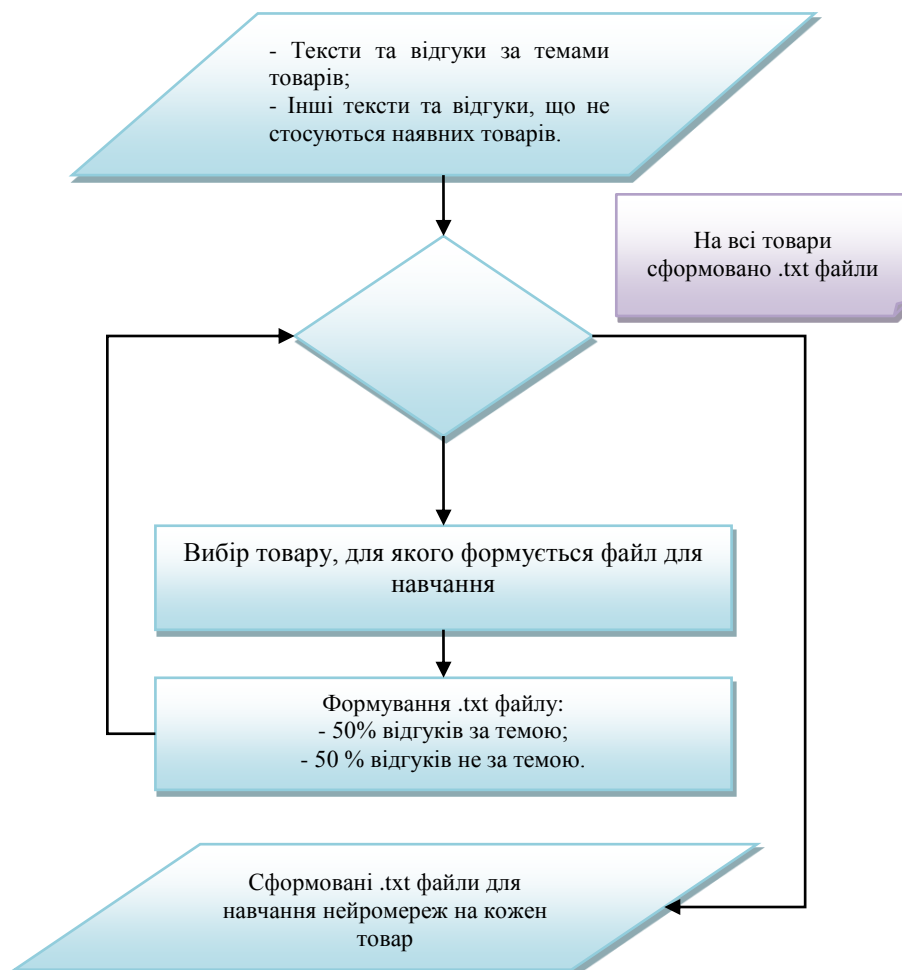 - Тексти та відгуки за темами
товарів;
- Інші тексти та відгуки, що не
стосуються наявних товарів.
На всі товари
сформовано .txt файли
Вибір товару, для якого формується файл для
навчання
Формування .txt файлу:
- 50% відгуків за темою;
- 50 % відгуків не за темою.
Сформовані .txt файли для
навчання нейромереж на кожен
товар